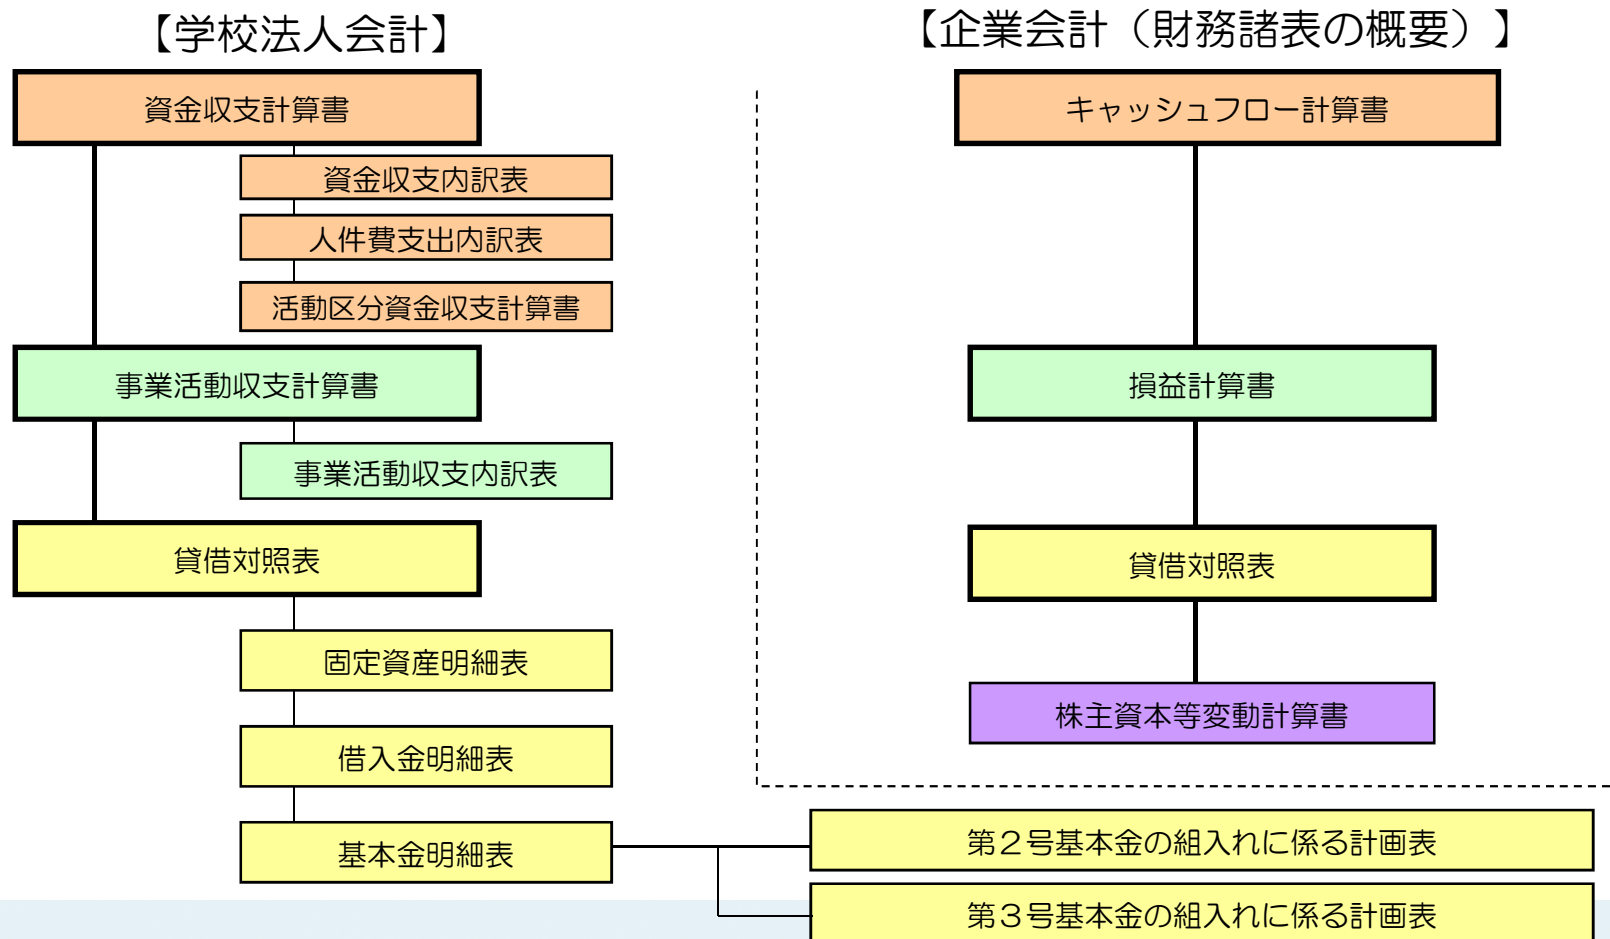 【学校法人会計】
資金収支計算書
資金収支内訳表
人件費支出内訳表
活動区分資金収支計算書
事業活動収支計算書
事業活動収支内訳表
貸借対照表
固定資産明細表
借入金明細表
基本金明細表
第２号基本金の組入れに係る計画表
第３号基本金の組入れに係る計画表
【企業会計（財務諸表の概要）】
キャッシュフロー計算書
損益計算書
貸借対照表
株主資本等変動計算書